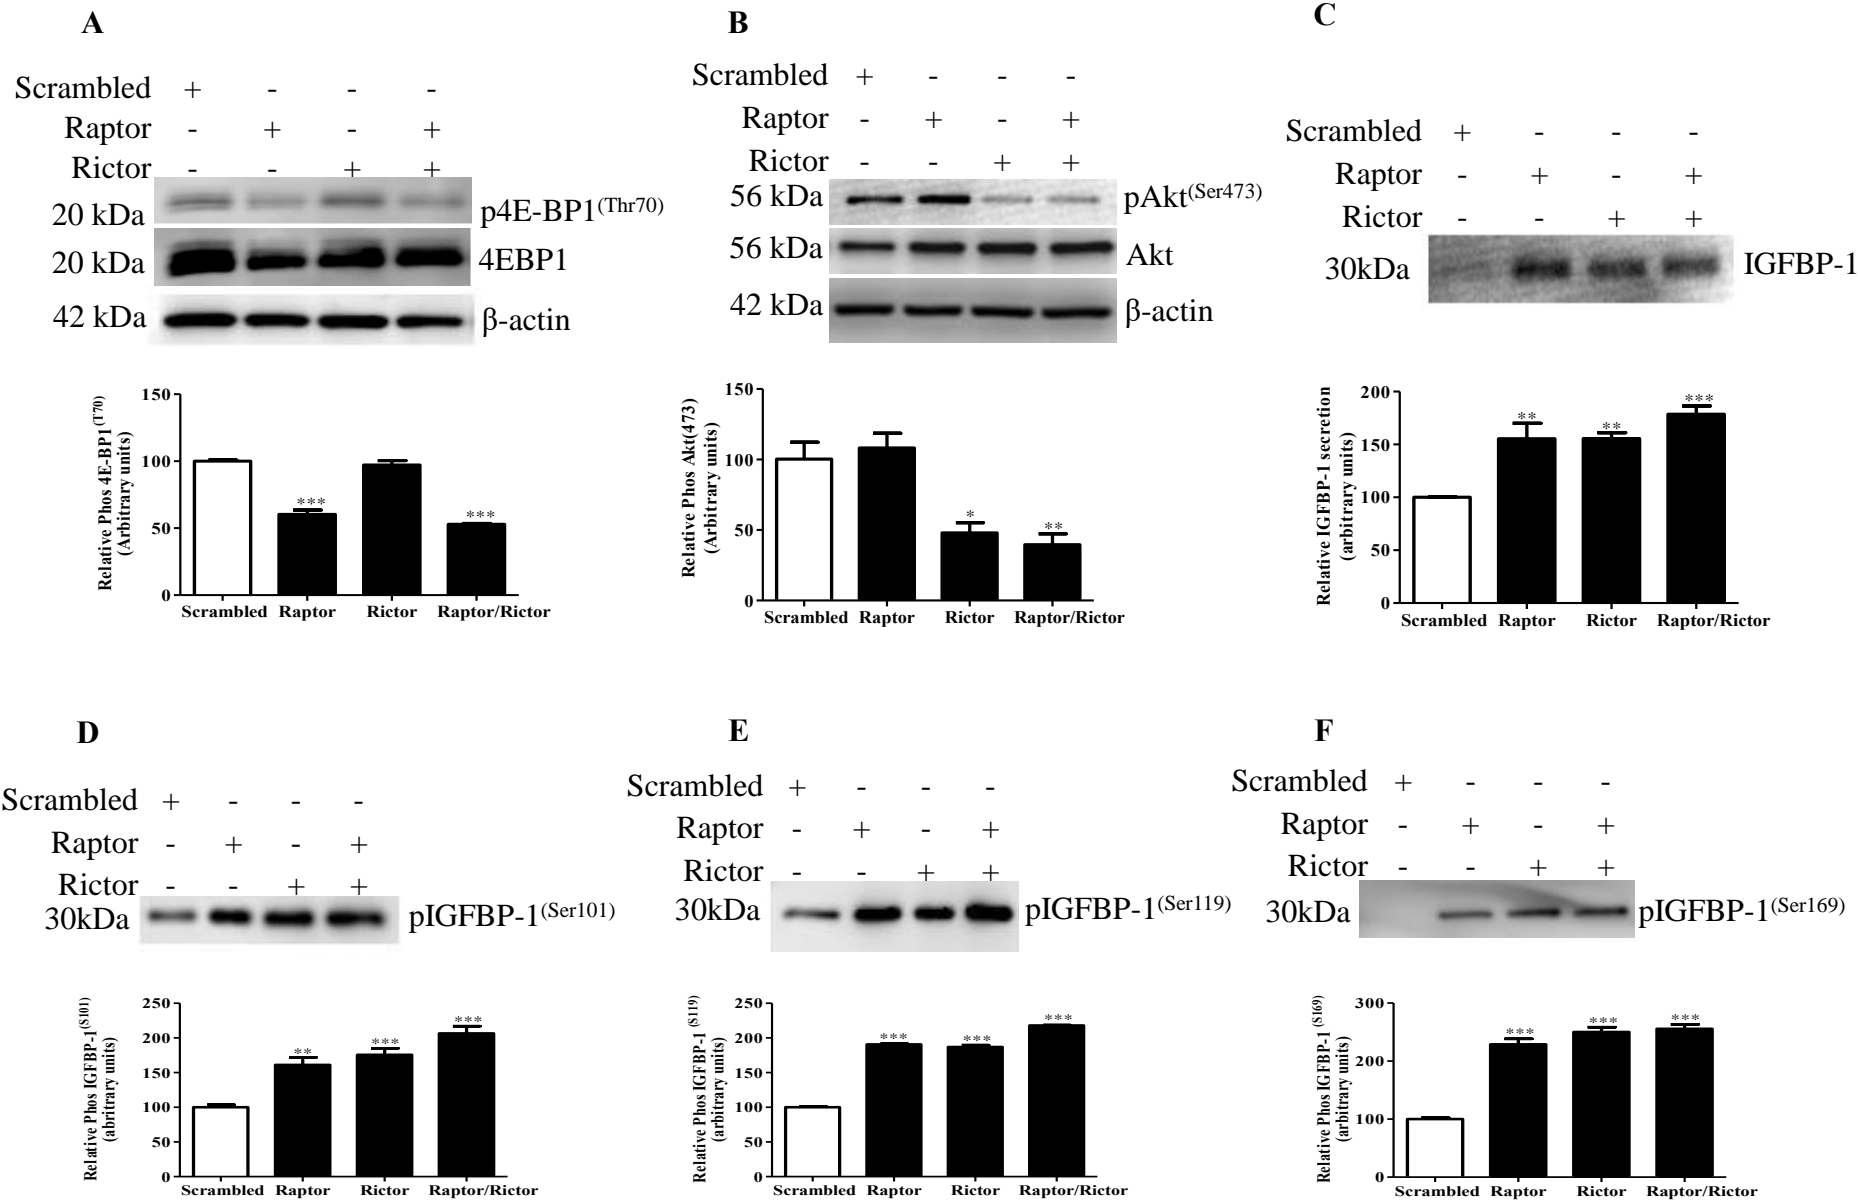 A
Scrambled + - - -
Raptor - + - +
Rictor - - + +
20 kDa p4E-BP1(Thr70)
20 kDa 4EBP1
42 kDa β-actin
Relative Phos 4E-BP1(T70)
(Arbitrary units)
150
100
50
0
***
***
Scrambled Raptor Rictor Raptor/Rictor
B
Scrambled + - - -
Raptor - + - +
Rictor - - + +
56 kDa pAkt(Ser473)
56 kDa Akt
42 kDa β-actin
Relative Phos Akt(473)
(Arbitrary units)
150
100
50
0
*
**
Scrambled Raptor Rictor Raptor/Rictor
C
Scrambled + - - -
Raptor - + - +
Rictor - - + +
30kDa IGFBP-1
Relative IGFBP-1 secretion
(arbitrary units)
200
150
100
50
0
**
**
***
Scrambled Raptor Rictor Raptor/Rictor
D
Scrambled + - - -
Raptor - + - +
Rictor - - + +
30kDa pIGFBP-1(Ser101)
Relative Phos IGFBP-1(S101)
(abritrary units)
250
200
150
100
50
0
**
***
***
Scrambled Raptor Rictor Raptor/Rictor
E
Scrambled + - - -
Raptor - + - +
Rictor - - + +
30kDa pIGFBP-1(Ser119)
Relative Phos IGFBP-1 (S119)
(arbitrary units)
250
200
150
100
50
0
***
***
***
Scrambled Raptor Rictor Raptor/Rictor
F
Scrambled + - - -
Raptor - + - +
Rictor - - + +
30kDa pIGFBP-1(Ser169)
Relative Phos IGFBP-1 (S169)
(arbitrary units)
300
200
100
0
***
***
***
Scrambled Raptor Rictor Raptor/Rictor